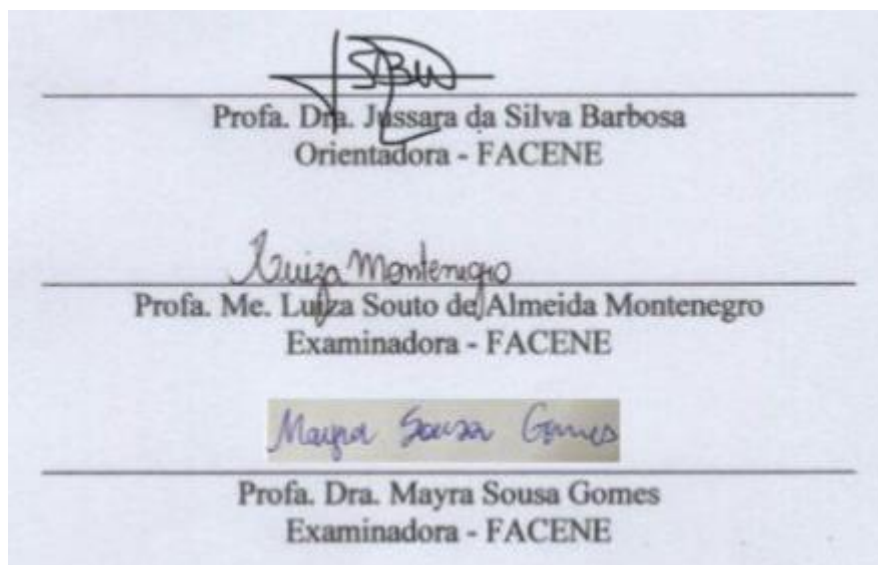 JSBW
Profa. Dra. Jussara da Silva Barbosa
Orientadora - FACENE
Luiza Montenegro
Profa. Me. Luiza Souto de Almeida Montenegro
Examinadora - FACENE
Mayra Sousa Gomes
Profa. Dra. Mayra Sousa Gomes
Examinadora - FACENE